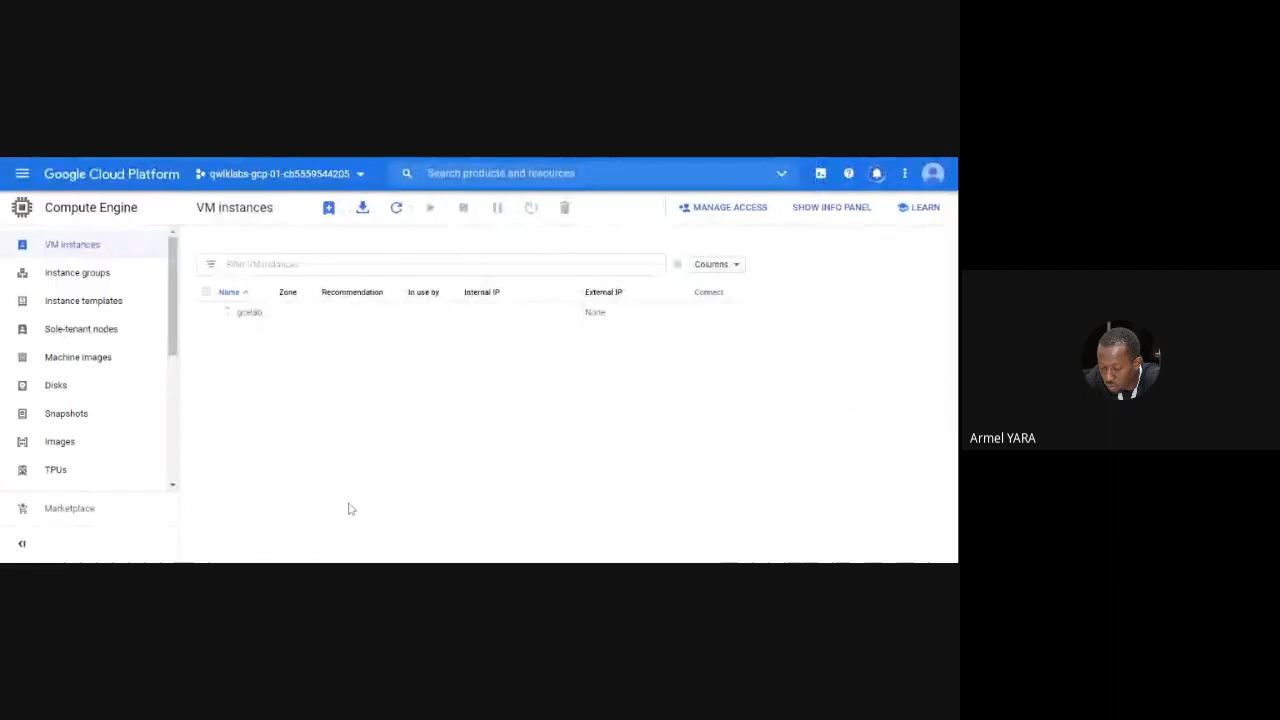 Google Cloud Platform qwiklabs-gcp-01-cb5559544205 Search products and resources
Compute Engine VM instances MANAGE ACCESS SHOW INFO PANEL LEARN
VM instances
Filter VM instances Columns
Instance groups
Name Zone Recommendation In use by Internal IP External IP Connect
gcelab None
Instance templates
Sole-tenant nodes
Machine images
Disks
Snapshots
Images
TPUs
Marketplace
Armel YARA